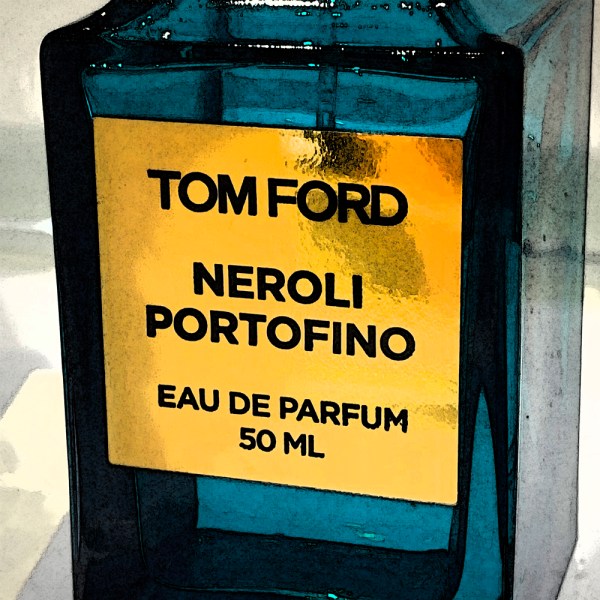 TOM FORD
NEROLI
PORTOFINO
EAU DE PARFUM
50 ML